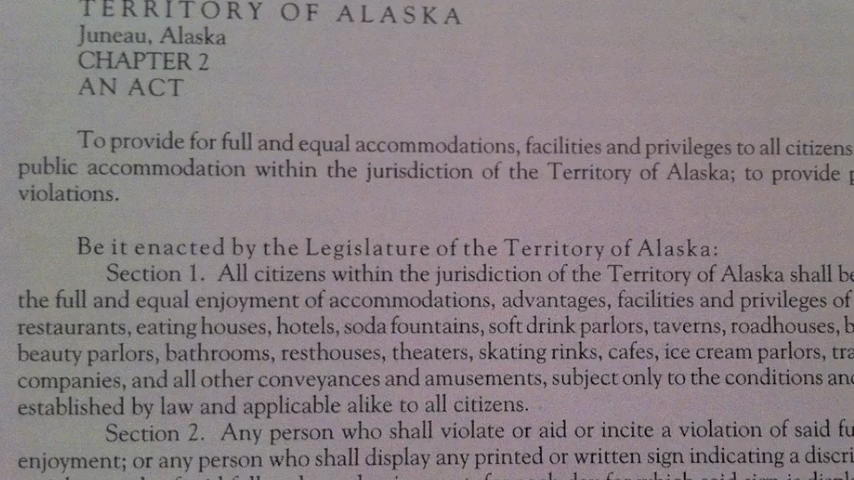 TERRITORY OF ALASKA
Juneau, Alaska
CHAPTER 2
AN ACT
To provide for full and equal accommodations, facilities and privileges to all citizens
public accommodation within the jurisdiction of the Territory of Alaska; to provide
violations.
Be it enacted by the Legislature of the Territory of Alaska:
Section 1. All citizens within the jurisdiction of the Territory of Alaska shall be
the full and equal enjoyment of accommodations, advantages, facilities and privileges of
restaurants, eating houses, hotels, soda fountains, soft drink parlors, taverns, roadhouses,
beauty parlors, bathrooms, resthouses, theaters, skating rinks, cafes, ice cream parlors,
companies, and all other conveyances and amusements, subject only to the conditions and
established by law and applicable alike to all citizens.
Section 2. Any person who shall violate or aid or incite a violation of said
enjoyment; or any person who shall display any printed or written sign indicating a